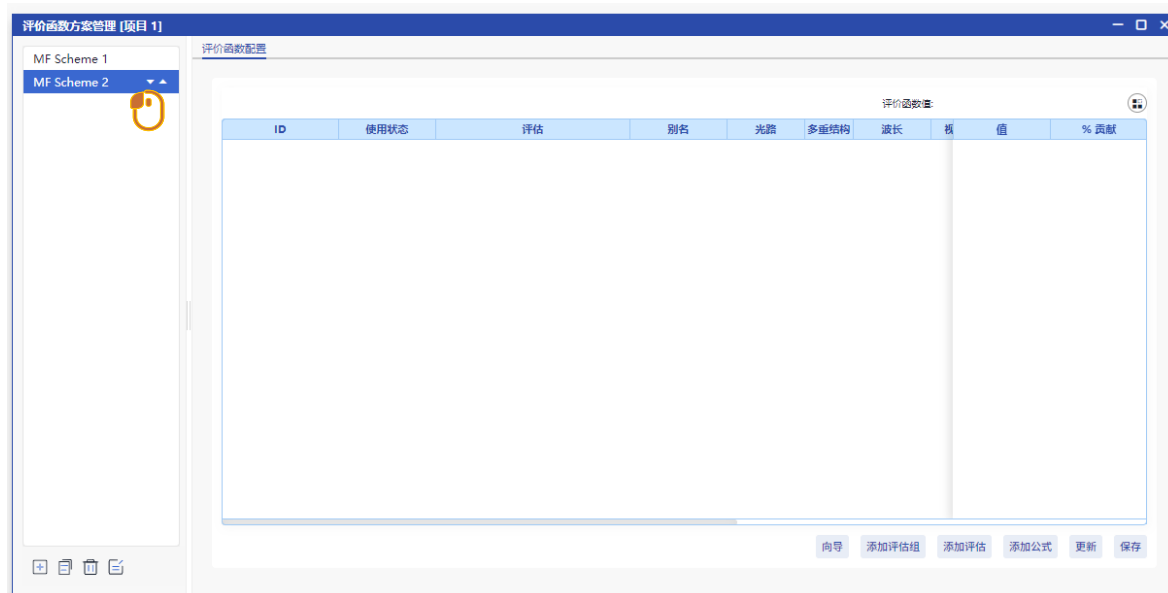 评价函数方案管理 [项目 1]
MF Scheme 1
MF Scheme 2
评价函数配置
评价函数值:
ID 使用状态 评估 别名 光路 多重结构 波长 视 值 % 贡献
向导 添加评估组 添加评估 添加公式 更新 保存